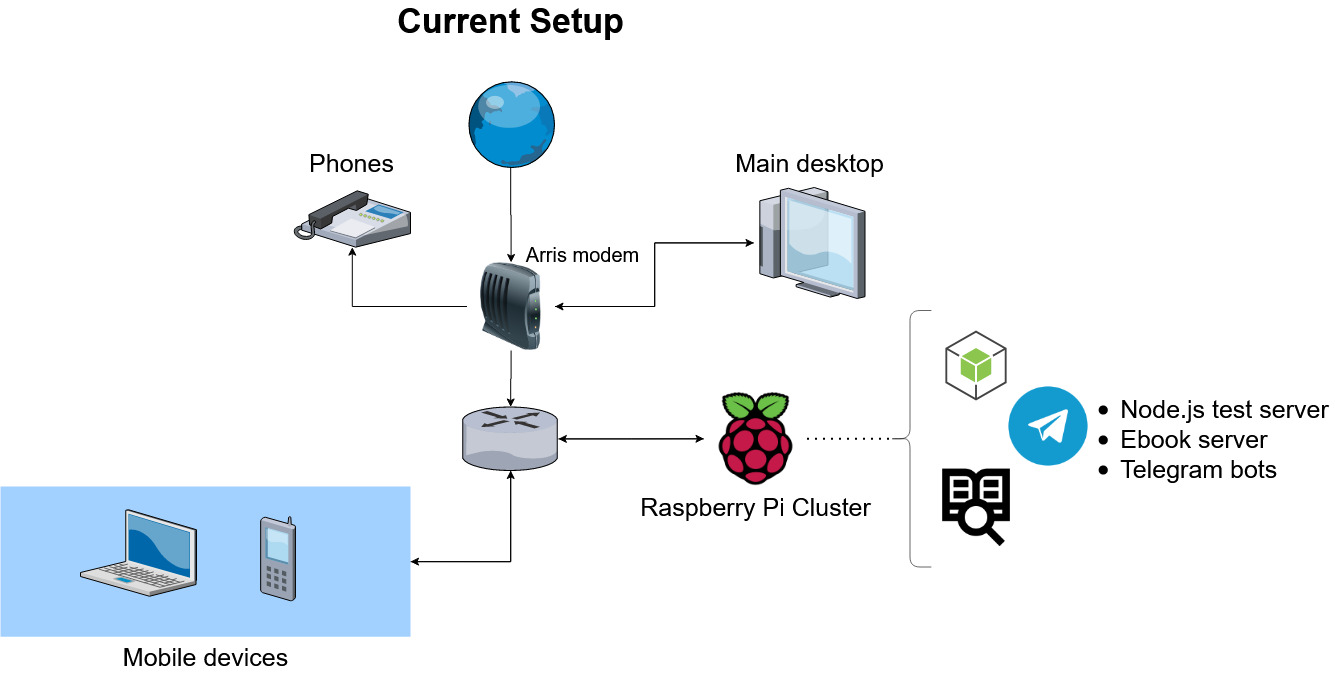 Current Setup
Phones
Main desktop
Arris modem
Node.js test server
Ebook server
Telegram bots
Raspberry Pi Cluster
Mobile devices